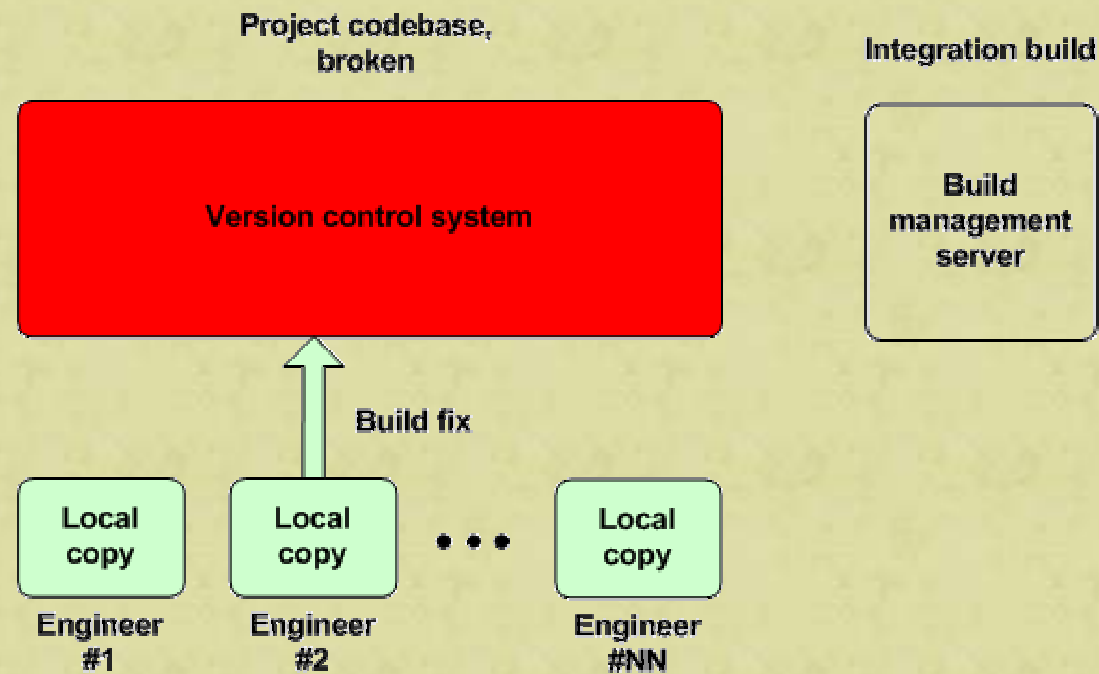 Project codebase,
broken
Integration build
Version control system
Build
management
server
Build fix
Local
copy
Local
copy
Local
copy
Engineer
#1
Engineer
#2
Engineer
#NN